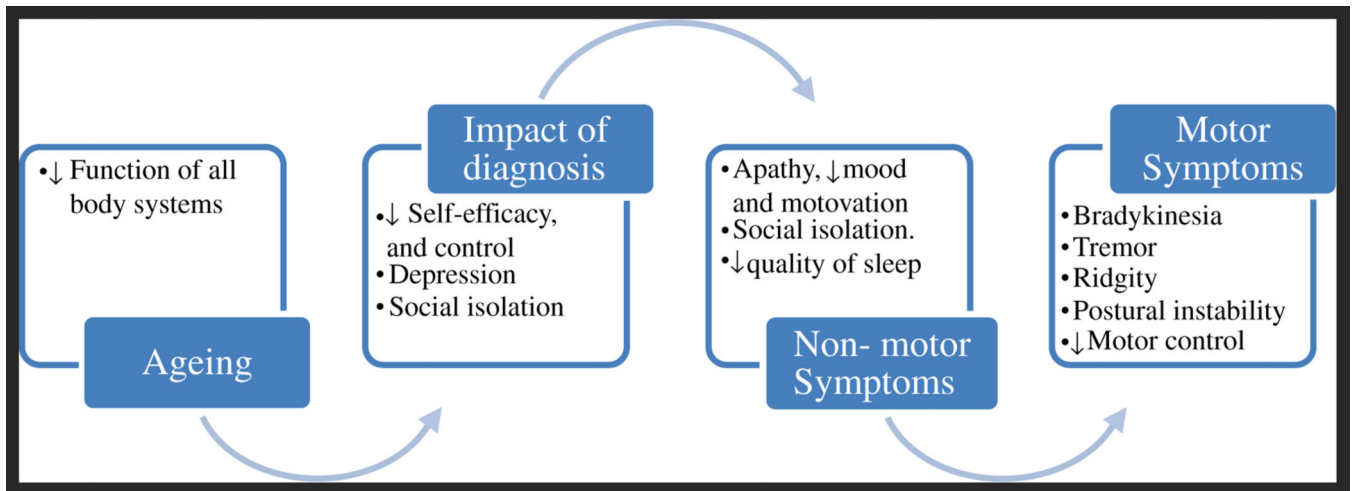 •↓ Function of all
body systems
Ageing
Impact of
diagnosis
•↓ Self-efficacy,
and control
• Depression
• Social isolation
• Apathy, ↓mood
and motovation
• Social isolation.
•↓quality of sleep
Non- motor
Symptoms
Motor
Symptoms
• Bradykinesia
• Tremor
• Ridgity
• Postural instability
•↓Motor control